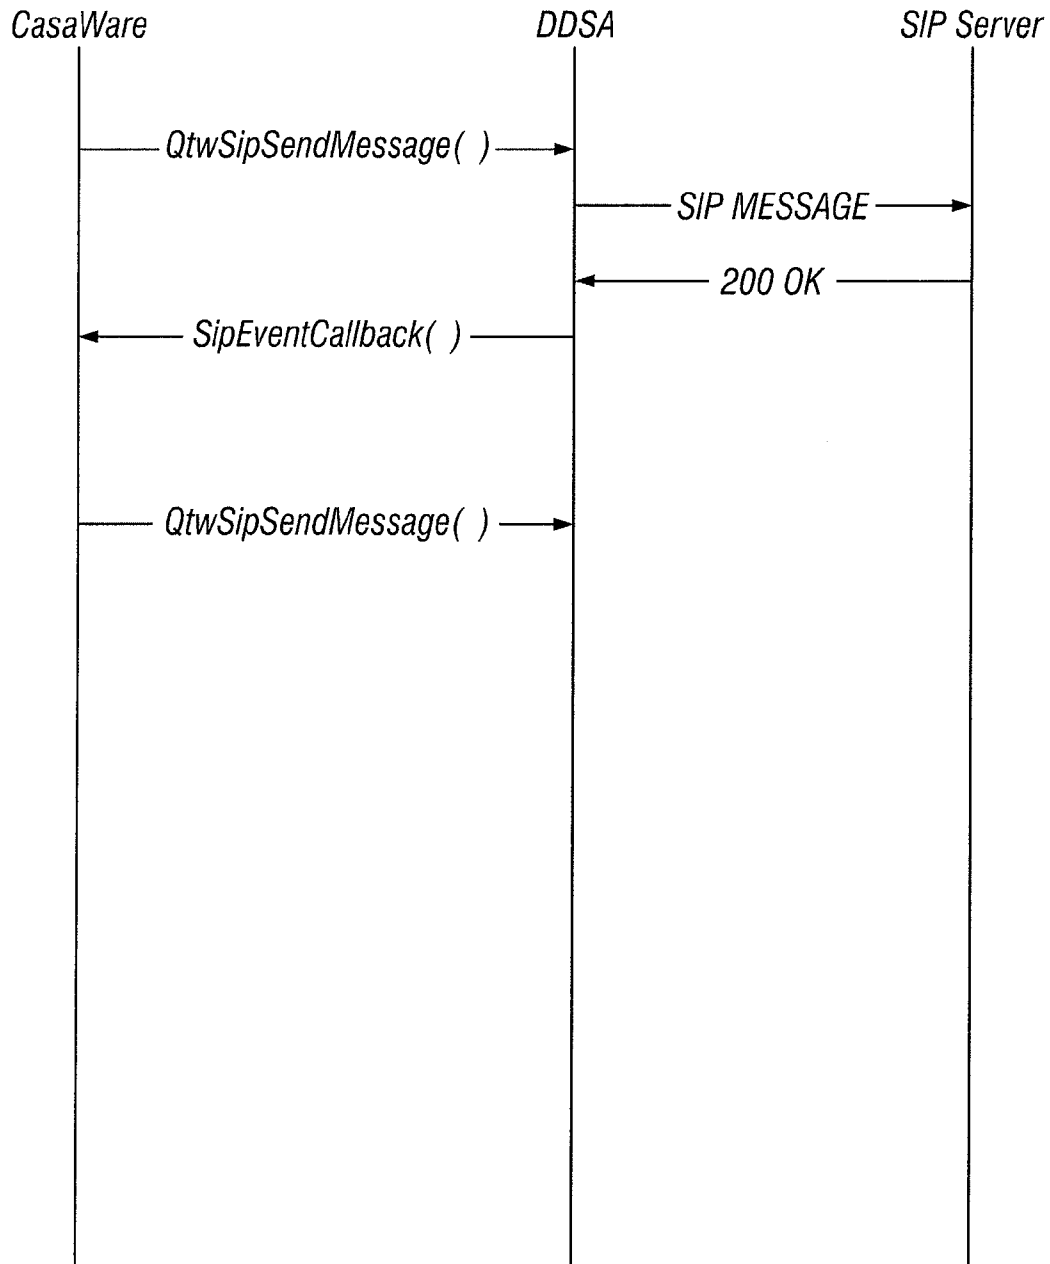 CasaWare DDSA SIP Server
QtwSipSendMessage( )
SIP MESSAGE
200 OK
SipEventCallback( )
QtwSipSendMessage( )